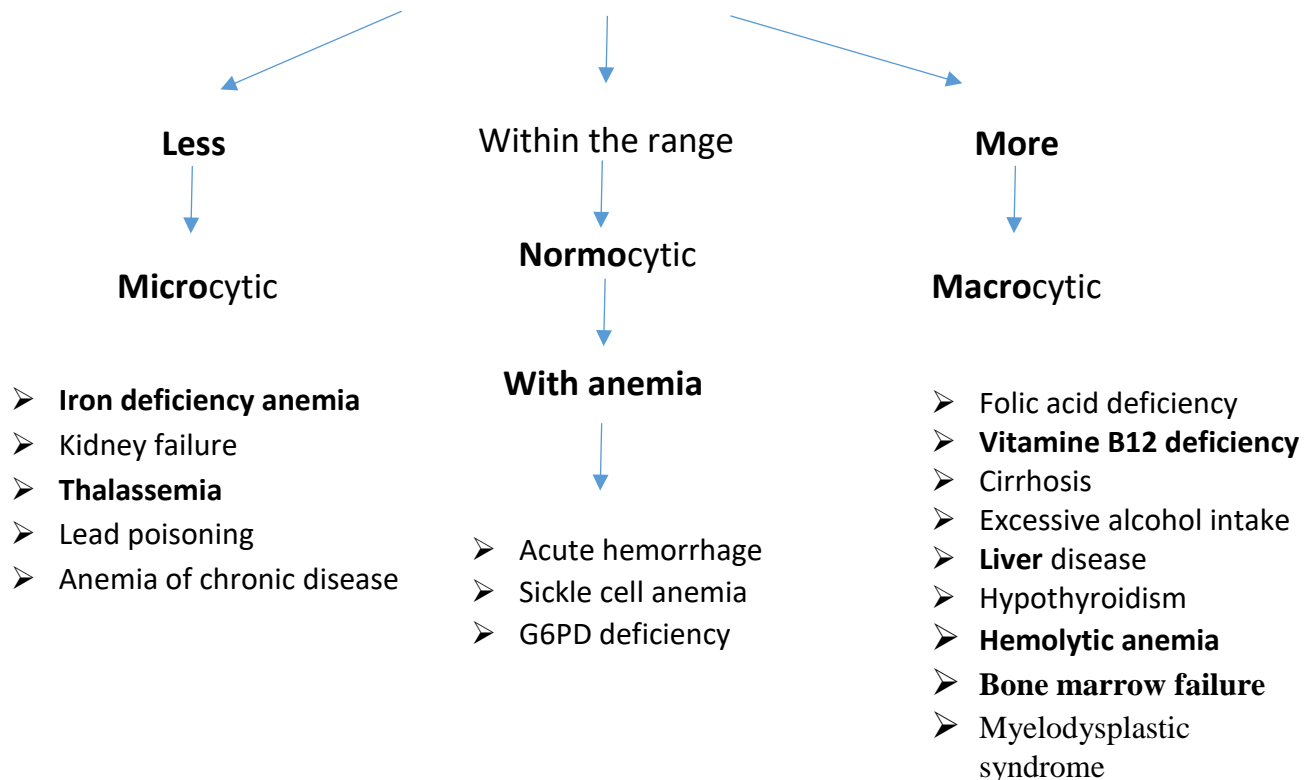 Less
Microcytic
➢ Iron deficiency anemia
➢ Kidney failure
➢ Thalassemia
➢ Lead poisoning
➢ Anemia of chronic disease
Within the range
Normocytic
With anemia
➢ Acute hemorrhage
➢ Sickle cell anemia
➢ G6PD deficiency
More
Macrocytic
➢ Folic acid deficiency
➢ Vitamine B12 deficiency
➢ Cirrhosis
➢ Excessive alcohol intake
➢ Liver disease
➢ Hypothyroidism
➢ Hemolytic anemia
➢ Bone marrow failure
➢ Myelodysplastic
syndrome